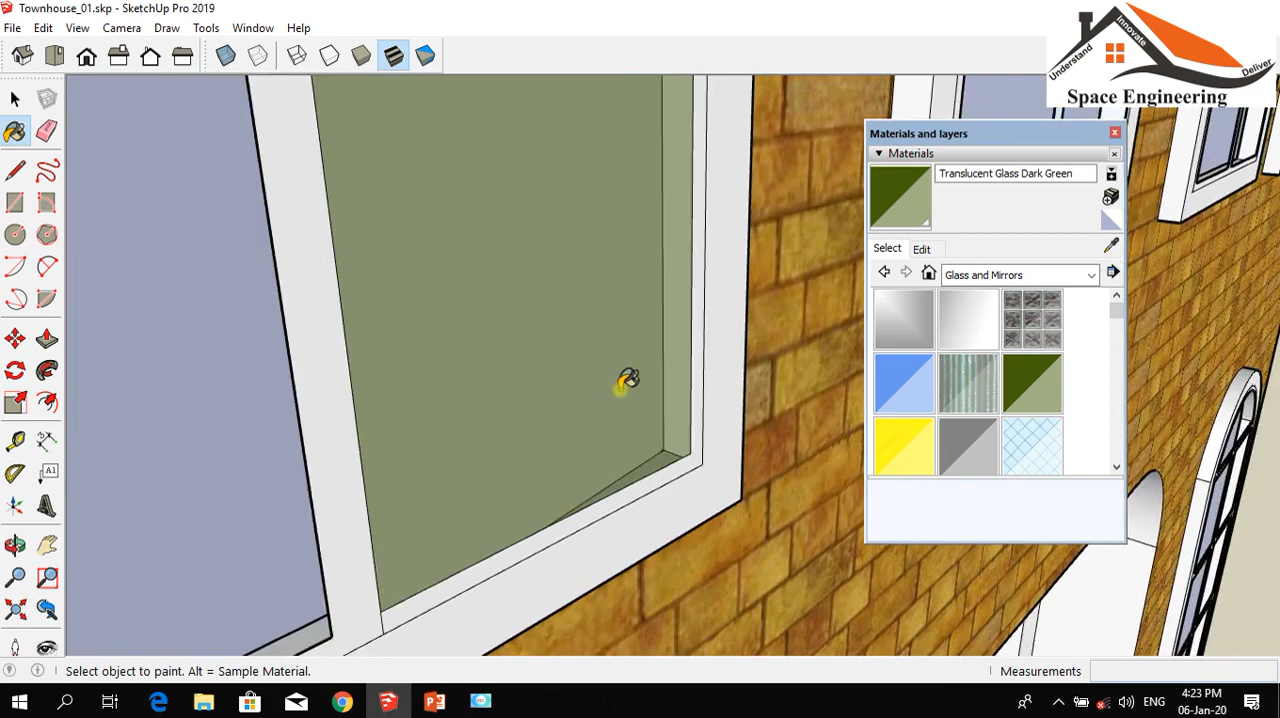 Townhouse_01.skp - SketchUp Pro 2019
File Edit View Camera Draw Tools Window Help
Understand
Innovate
Deliver
Space Engineering
Materials and layers
Materials
Translucent Glass Dark Green
Select Edit
Glass and Mirrors
A1
Select object to paint. Alt = Sample Material.
Measurements
ENG
4:23 PM
06-Jan-20